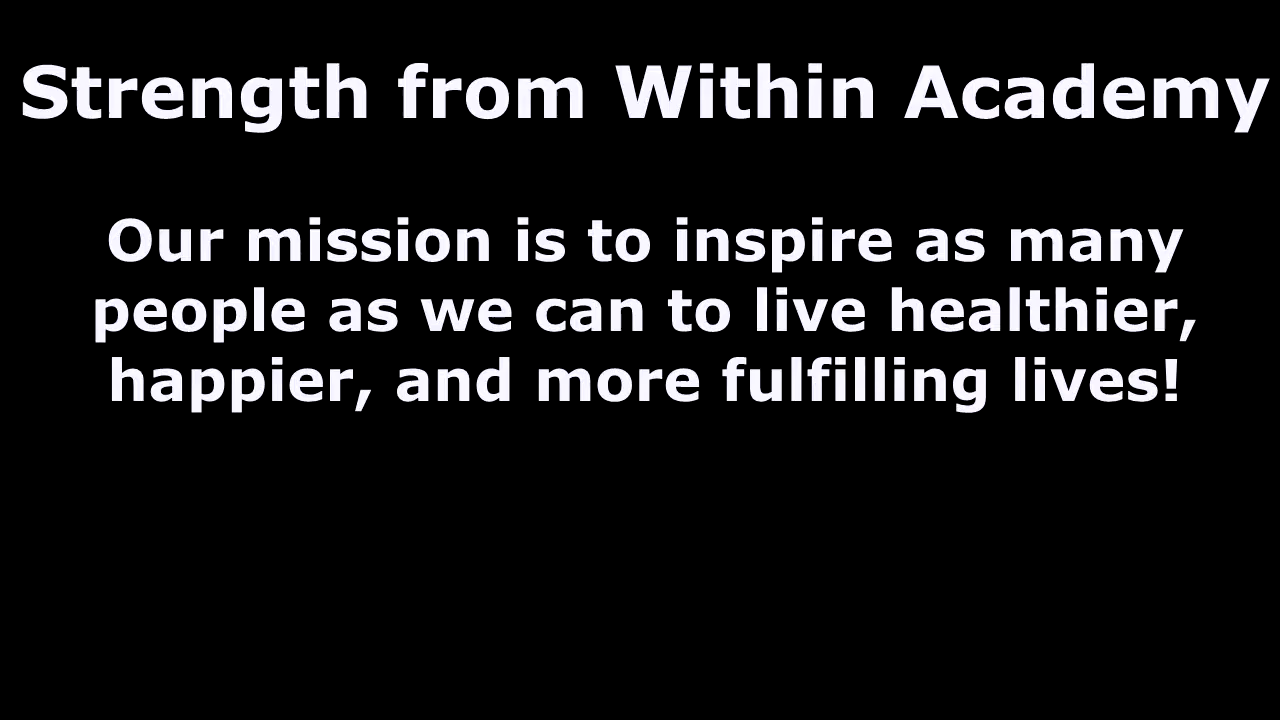 Strength from Within Academy
Our mission is to inspire as many
people as we can to live healthier,
happier, and more fulfilling lives!